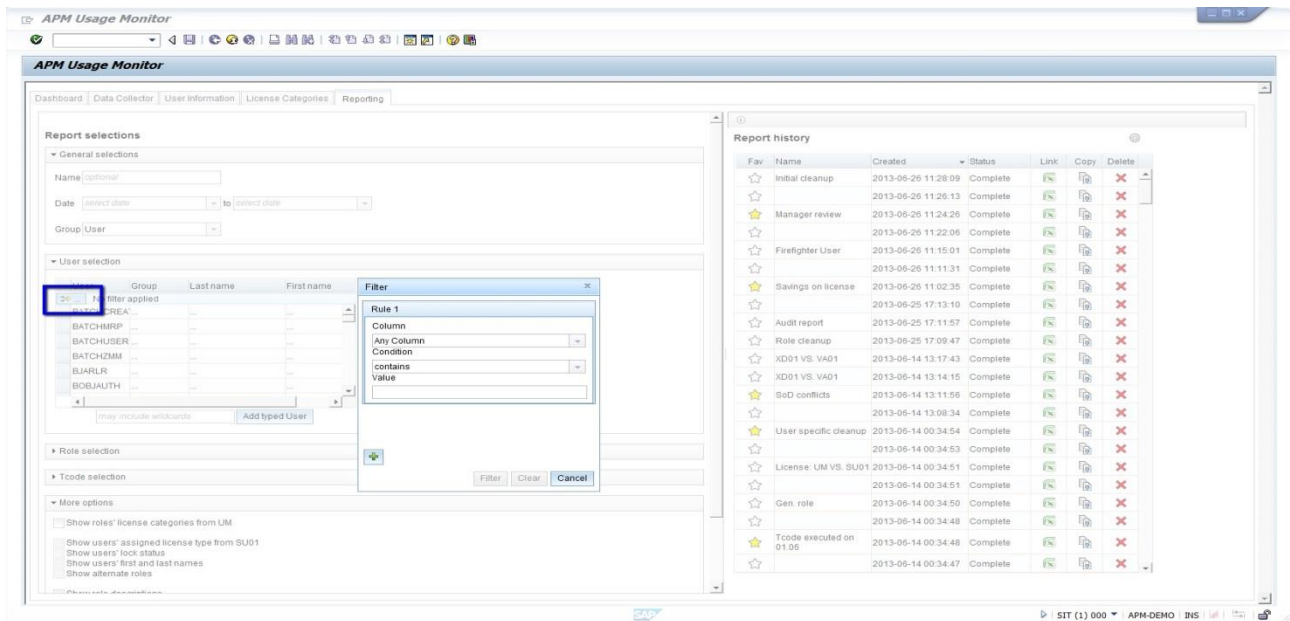 APM Usage Monitor
APM Usage Monitor
Dashboard Data Collector User Information License Categories Reporting
Report selections
General selections
Name optional
Date select date to select date
Group User
User selection
User Group Last name First name
No filter applied
BATCHCREA ...
BATCHMRP ...
BATCHUSER ...
BATCHZMM ...
BJARLR ...
BOBJAUTH ...
may include wildcards Add typed User
Role selection
Tcode selection
More options
Show roles' license categories from UM
Show users' assigned license type from SU01
Show users' lock status
Show users' first and last names
Show alternate roles
Show role descriptions
Filter
Rule 1
Column
Any Column
Condition
contains
Value
Filter Clear Cancel
Report history
Fav Name Created Status Link Copy Delete
Initial cleanup 2013-06-26 11:28:09 Complete
2013-06-26 11:26:13 Complete
Manager review 2013-06-26 11:24:26 Complete
2013-06-26 11:22:06 Complete
Firefighter User 2013-06-26 11:15:01 Complete
2013-06-26 11:11:31 Complete
Savings on license 2013-06-26 11:02:35 Complete
2013-06-25 17:13:10 Complete
Audit report 2013-06-25 17:11:57 Complete
Role cleanup 2013-06-25 17:09:47 Complete
XD01 VS. VA01 2013-06-14 13:17:43 Complete
XD01 VS. VA01 2013-06-14 13:14:15 Complete
SoD conflicts 2013-06-14 13:11:56 Complete
2013-06-14 13:08:34 Complete
User specific cleanup 2013-06-14 00:34:54 Complete
2013-06-14 00:34:53 Complete
License: UM VS. SU01 2013-06-14 00:34:51 Complete
2013-06-14 00:34:51 Complete
Gen. role 2013-06-14 00:34:50 Complete
2013-06-14 00:34:48 Complete
Tcode executed on 01.06 2013-06-14 00:34:48 Complete
2013-06-14 00:34:47 Complete
SAP
SIT (1) 000 APM-DEMO INS